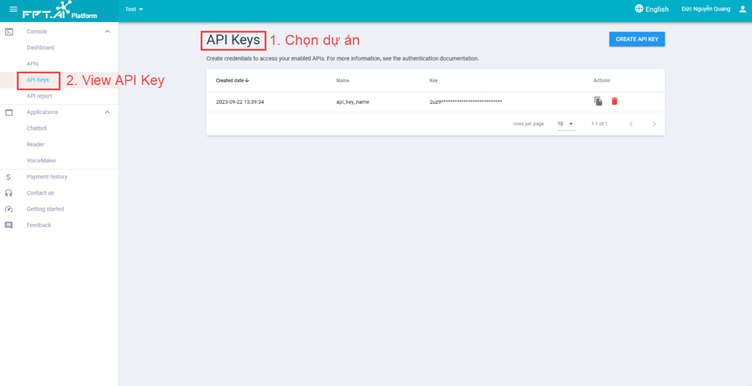 FPT.AI Platform
Test
English
Đức Nguyễn Quang
Console
Dashboard
APIs
API Keys
2. View API Key
API report
Applications
Chatbot
Reader
VoiceMaker
Payment history
Contact us
Getting started
Feedback
API Keys
1. Chọn dự án
CREATE API KEY
Create credentials to access your enabled APIs. For more information, see the authentication documentation.
Created date Name Key Actions
2023-09-22 13:39:34 api_key_name
rows per page 10 1-1 of 1